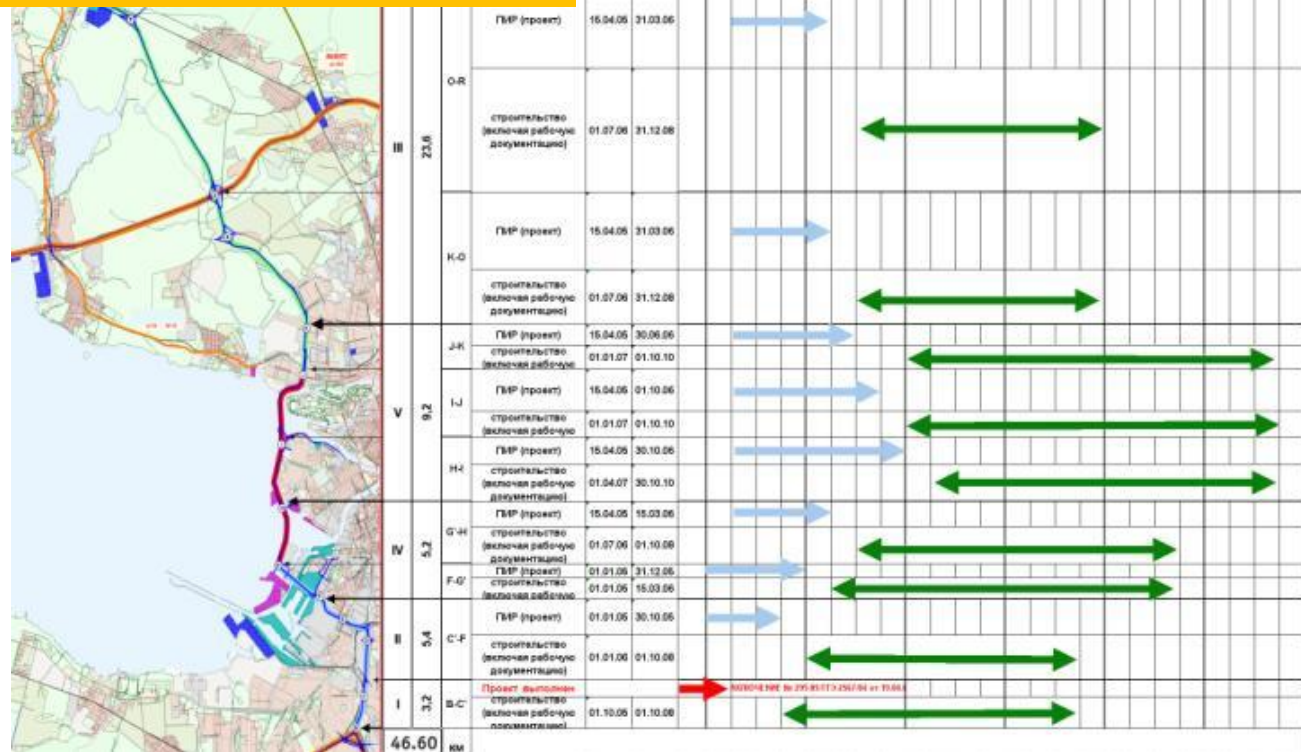 O-R
ПИР (проект) 15.04.05 31.03.06
III 23,6
строительство
(включая рабочую
документацию)
01.07.06 31.12.08
K-O
ПИР (проект) 15.04.05 31.03.06
строительство
(включая рабочую
документацию)
01.07.06 31.12.08
J-K
ПИР (проект) 15.04.05 30.06.06
строительство
(включая рабочую
01.01.07 01.10.10
V 9,2
I-J
ПИР (проект) 15.04.05 01.10.06
строительство
(включая рабочую
01.01.07 01.10.10
H-I
ПИР (проект) 15.04.05 30.10.06
строительство
(включая рабочую
документацию)
01.04.07 30.10.10
IV 5,2
G'-H
ПИР (проект) 15.04.05 15.03.06
строительство
(включая рабочую
документацию)
01.07.06 01.10.09
F-G'
ПИР (проект) 01.01.05 31.12.05
строительство
(включая рабочую
01.01.05 15.03.06
II 5,4
C'-F
ПИР (проект) 01.01.05 30.10.05
строительство
(включая рабочую
документацию)
01.01.06 01.10.08
I 3,2
B-C'
Проект выполнен
строительство
(включая рабочую
документацию)
01.10.05 01.10.08
46.60 км